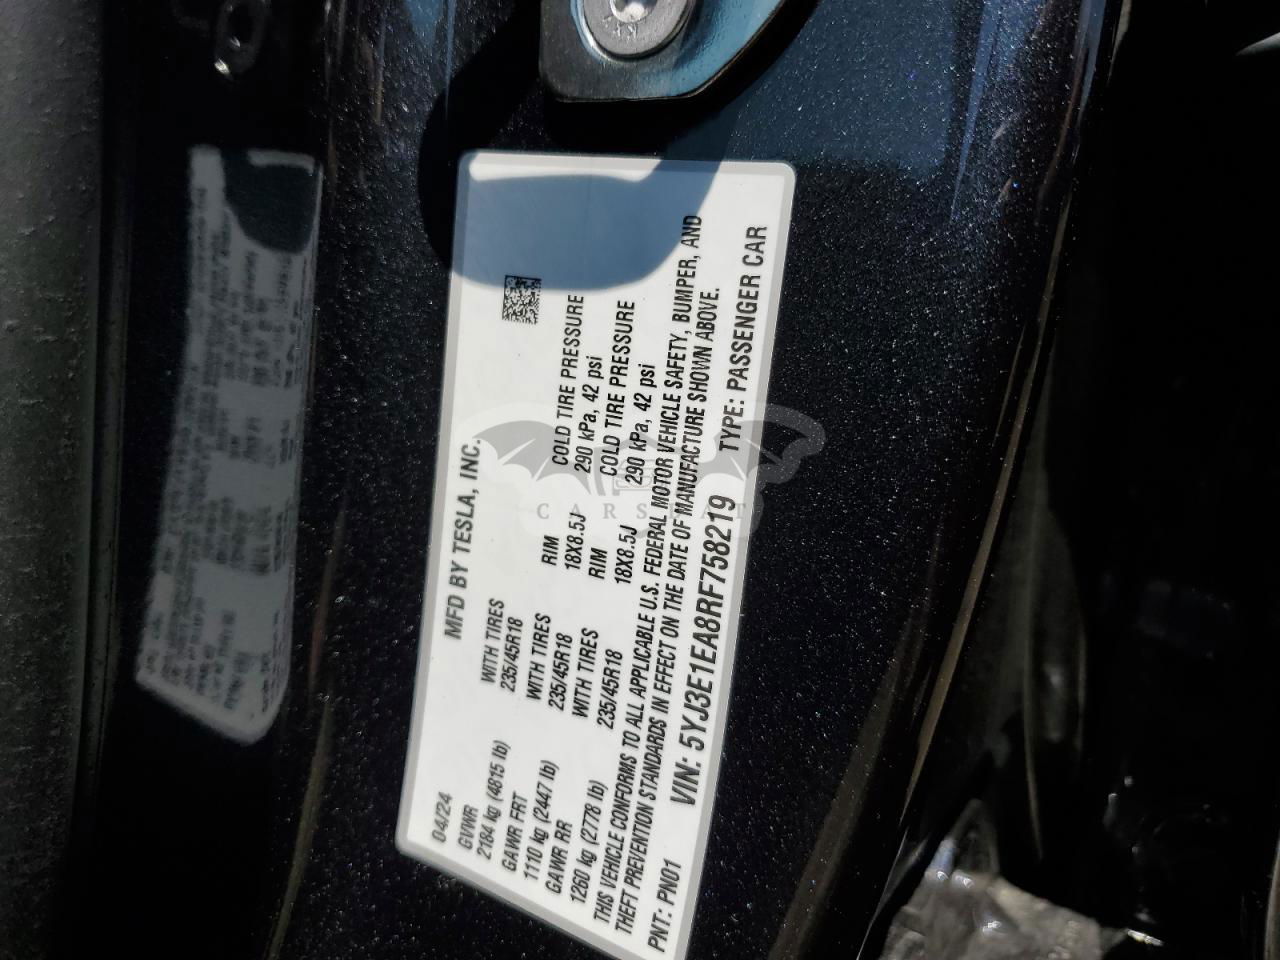 MFD BY TESLA, INC.
04/24
GVWR
2184 kg (4815 lb)
WITH TIRES
235/45R18
RIM
18X8.5J
COLD TIRE PRESSURE
290 kPa, 42 psi
GAWR FRT
1110 kg (2447 lb)
WITH TIRES
235/45R18
RIM
18X8.5J
COLD TIRE PRESSURE
290 kPa, 42 psi
GAWR RR
1260 kg (2778 lb)
WITH TIRES
235/45R18
THIS VEHICLE CONFORMS TO ALL APPLICABLE U.S. FEDERAL MOTOR VEHICLE SAFETY, BUMPER, AND
THEFT PREVENTION STANDARDS IN EFFECT ON THE DATE OF MANUFACTURE SHOWN ABOVE.
PNT: PN01 VIN: 5YJ3E1EA8RF758219 TYPE: PASSENGER CAR